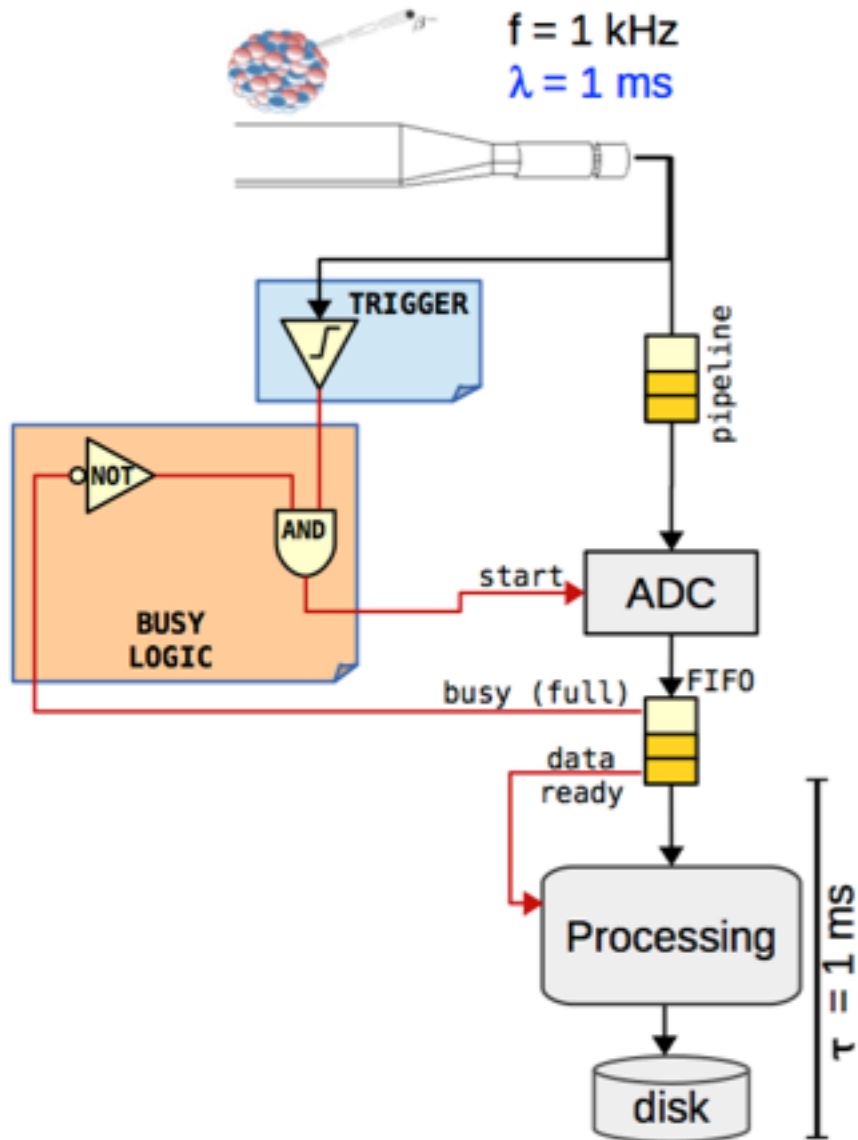 β−
f = 1 kHz
λ = 1 ms
TRIGGER
pipeline
NOT
AND
start
ADC
BUSY
LOGIC
FIFO
busy (full)
data
ready
Processing
τ = 1 ms
disk